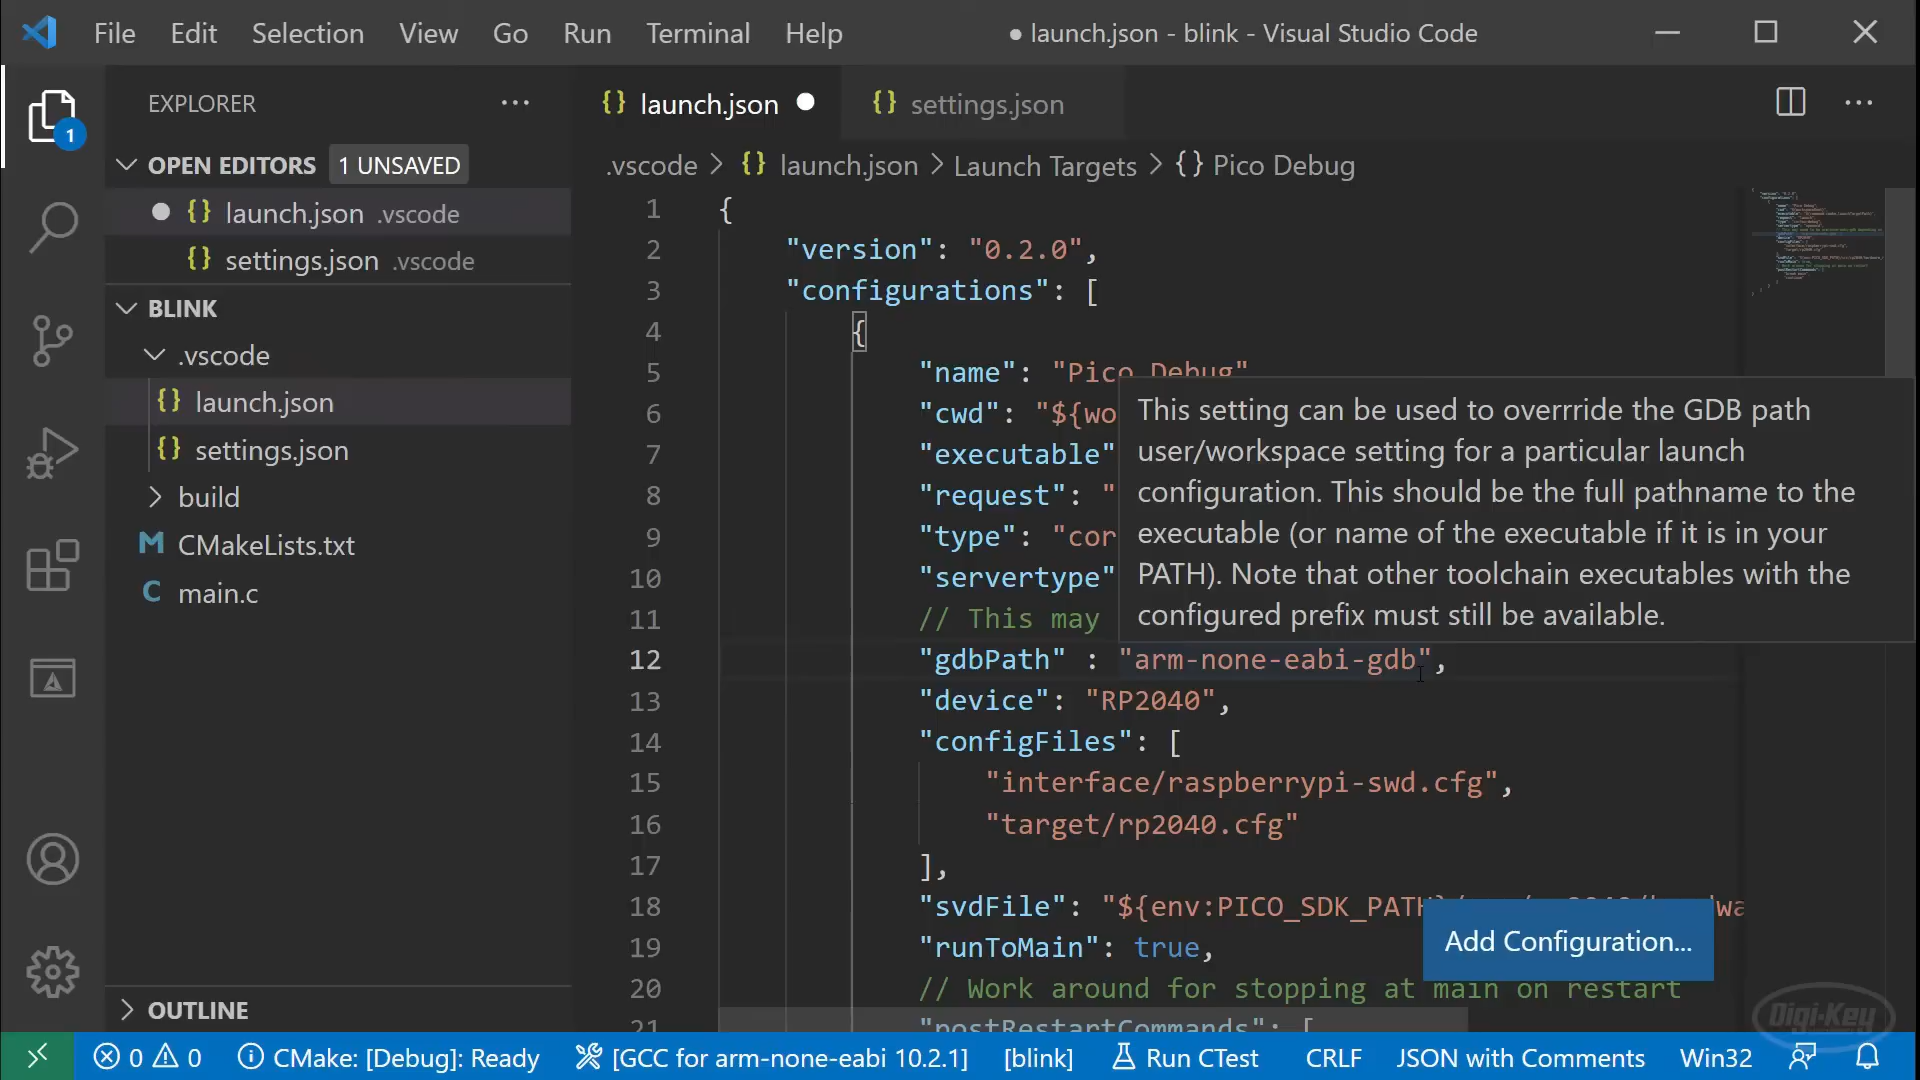 File Edit Selection View Go Run Terminal Help
● launch.json - blink - Visual Studio Code
1
EXPLORER ···
OPEN EDITORS 1 UNSAVED
● {} launch.json .vscode
{} settings.json .vscode
BLINK
.vscode
{} launch.json
{} settings.json
build
M CMakeLists.txt
C main.c
OUTLINE
{} launch.json ● {} settings.json ···
.vscode > {} launch.json > Launch Targets > {} Pico Debug
1 {
2 "version": "0.2.0",
3 "configurations": [
4 {
5 "name": "Pico Debug"
6 "cwd": "${wo
7 "executable"
8 "request": "
9 "type": "cor
10 "servertype"
11 // This may
12 "gdbPath" : "arm-none-eabi-gdb",
13 "device": "RP2040",
14 "configFiles": [
15 "interface/raspberrypi-swd.cfg",
16 "target/rp2040.cfg"
17 ],
18 "svdFile": "${env:PICO_SDK_PATH
19 "runToMain": true,
20 // Work around for stopping at main on restart
21 "postRestartCommands": [
This setting can be used to overrride the GDB path
user/workspace setting for a particular launch
configuration. This should be the full pathname to the
executable (or name of the executable if it is in your
PATH). Note that other toolchain executables with the
configured prefix must still be available.
Add Configuration...
Digi-Key
0 0 CMake: [Debug]: Ready [GCC for arm-none-eabi 10.2.1] [blink] Run CTest CRLF JSON with Comments Win32